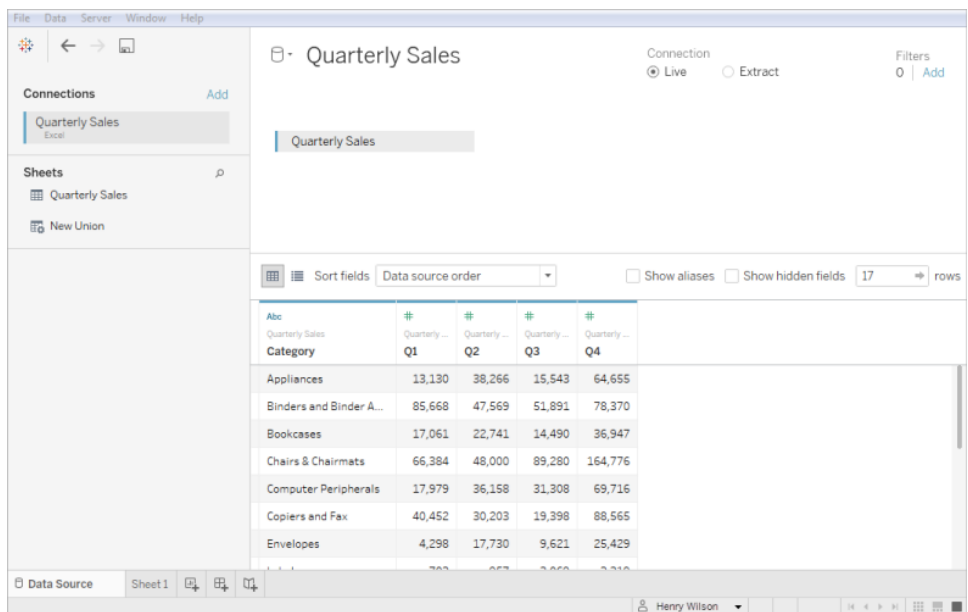 File Data Server Window Help
Quarterly Sales
Connection
Live Extract
Filters
0 Add
Connections Add
Quarterly Sales
Excel
Quarterly Sales
Sheets
Quarterly Sales
New Union
Sort fields Data source order Show aliases Show hidden fields 17 rows
Abc # # # #
Quarterly Sales Quarterly ... Quarterly ... Quarterly ... Quarterly ...
Category Q1 Q2 Q3 Q4
Appliances 13,130 38,266 15,543 64,655
Binders and Binder A... 85,668 47,569 51,891 78,370
Bookcases 17,061 22,741 14,490 36,947
Chairs & Chairmats 66,384 48,000 89,280 164,776
Computer Peripherals 17,979 36,158 31,308 69,716
Copiers and Fax 40,452 30,203 19,398 88,565
Envelopes 4,298 17,730 9,621 25,429
Data Source Sheet 1
Henry Wilson